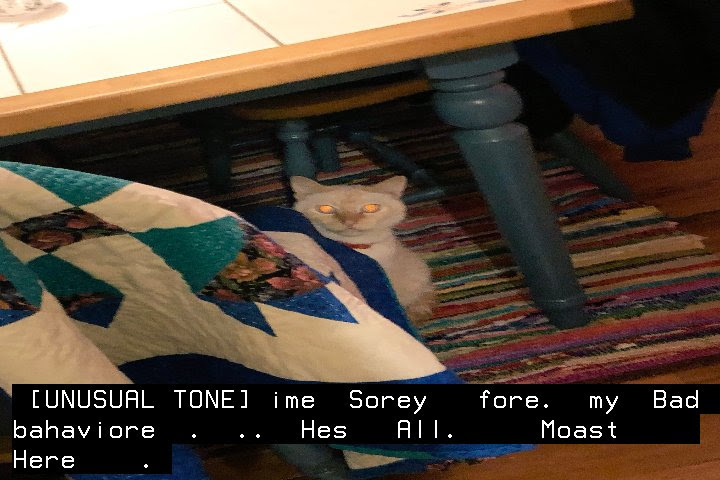 [UNUSUAL TONE] ime Sorey fore. my Bad
bahaviore . .. Hes All. Moast
Here .